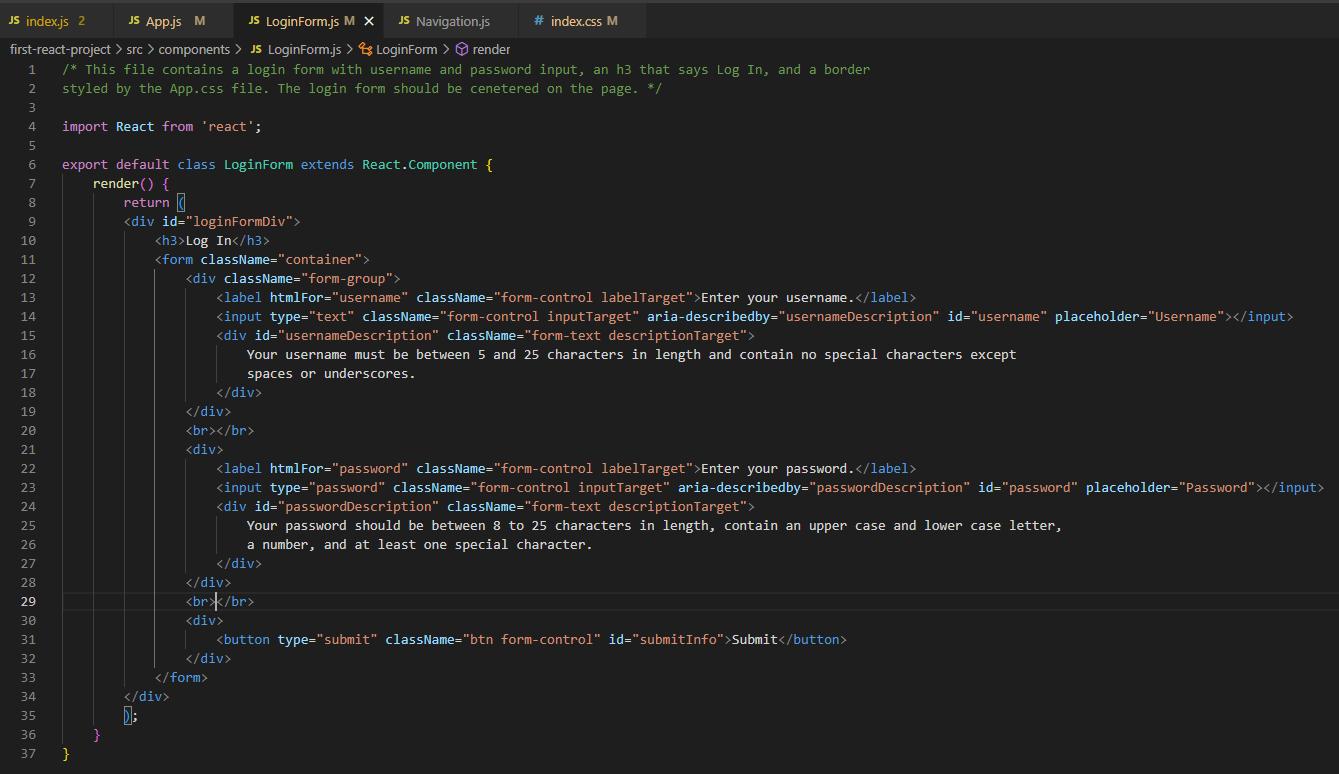 JS index.js 2 JS App.js M JS LoginForm.js M × JS Navigation.js # index.css M
first-react-project > src > components > JS LoginForm.js > LoginForm > render
1 /* This file contains a login form with username and password input, an h3 that says Log In, and a border
2 styled by the App.css file. The login form should be cenetered on the page. */
3
4 import React from 'react';
5
6 export default class LoginForm extends React.Component {
7 render() {
8 return (
9 <div id="loginFormDiv">
10 <h3>Log In</h3>
11 <form className="container">
12 <div className="form-group">
13 <label htmlFor="username" className="form-control labelTarget">Enter your username.</label>
14 <input type="text" className="form-control inputTarget" aria-describedby="usernameDescription" id="username" placeholder="Username"></input>
15 <div id="usernameDescription" className="form-text descriptionTarget">
16 Your username must be between 5 and 25 characters in length and contain no special characters except
17 spaces or underscores.
18 </div>
19 </div>
20 <br></br>
21 <div>
22 <label htmlFor="password" className="form-control labelTarget">Enter your password.</label>
23 <input type="password" className="form-control inputTarget" aria-describedby="passwordDescription" id="password" placeholder="Password"></input>
24 <div id="passwordDescription" className="form-text descriptionTarget">
25 Your password should be between 8 to 25 characters in length, contain an upper case and lower case letter,
26 a number, and at least one special character.
27 </div>
28 </div>
29 <br></br>
30 <div>
31 <button type="submit" className="btn form-control" id="submitInfo">Submit</button>
32 </div>
33 </form>
34 </div>
35 );
36 }
37 }